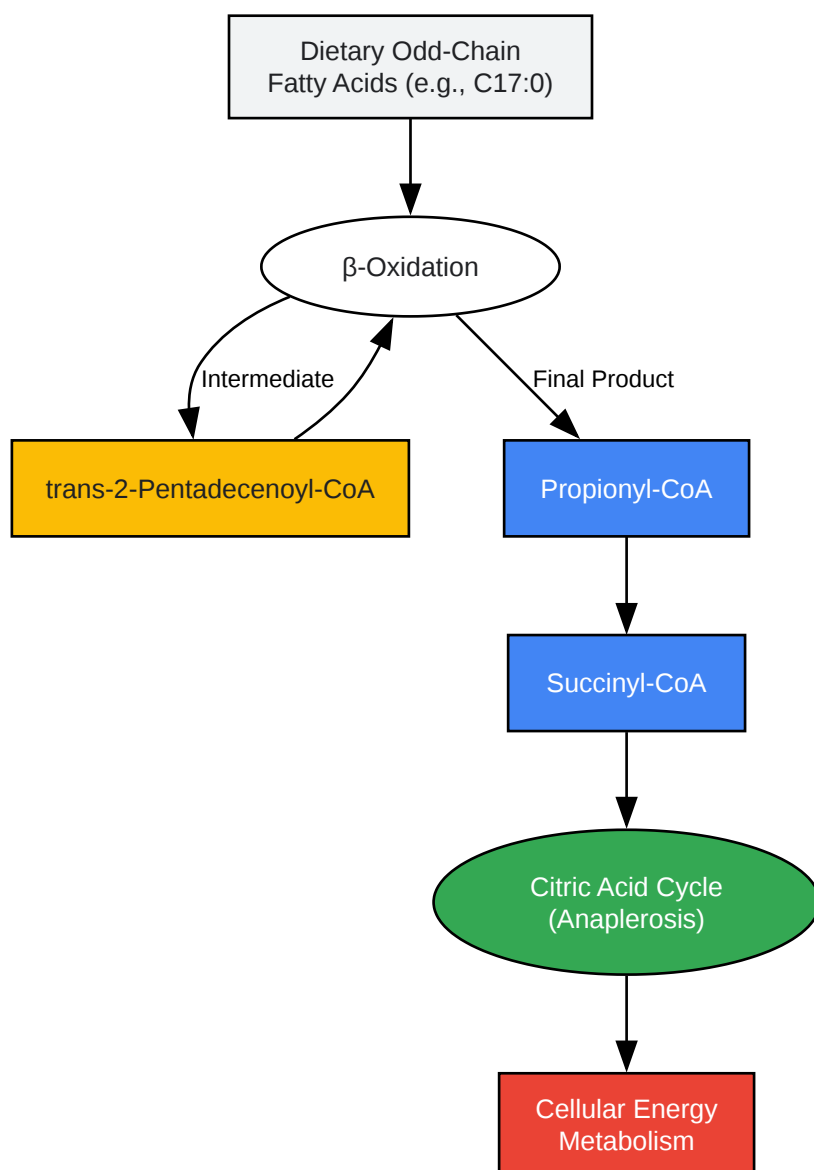 Dietary Odd-Chain
Fatty Acids (e.g., C17:0)
β-Oxidation
Intermediate
Final Product
trans-2-Pentadecenoyl-CoA
Propionyl-CoA
Succinyl-CoA
Citric Acid Cycle
(Anaplerosis)
Cellular Energy
Metabolism